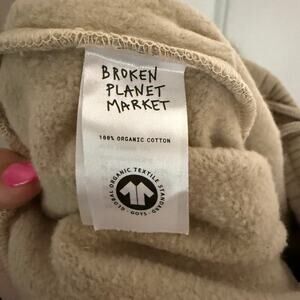 BROKEN
PLANET
MARKET
100% ORGANIC COTTON
GLOBAL ORGANIC TEXTILE STANDARD
· GOTS ·